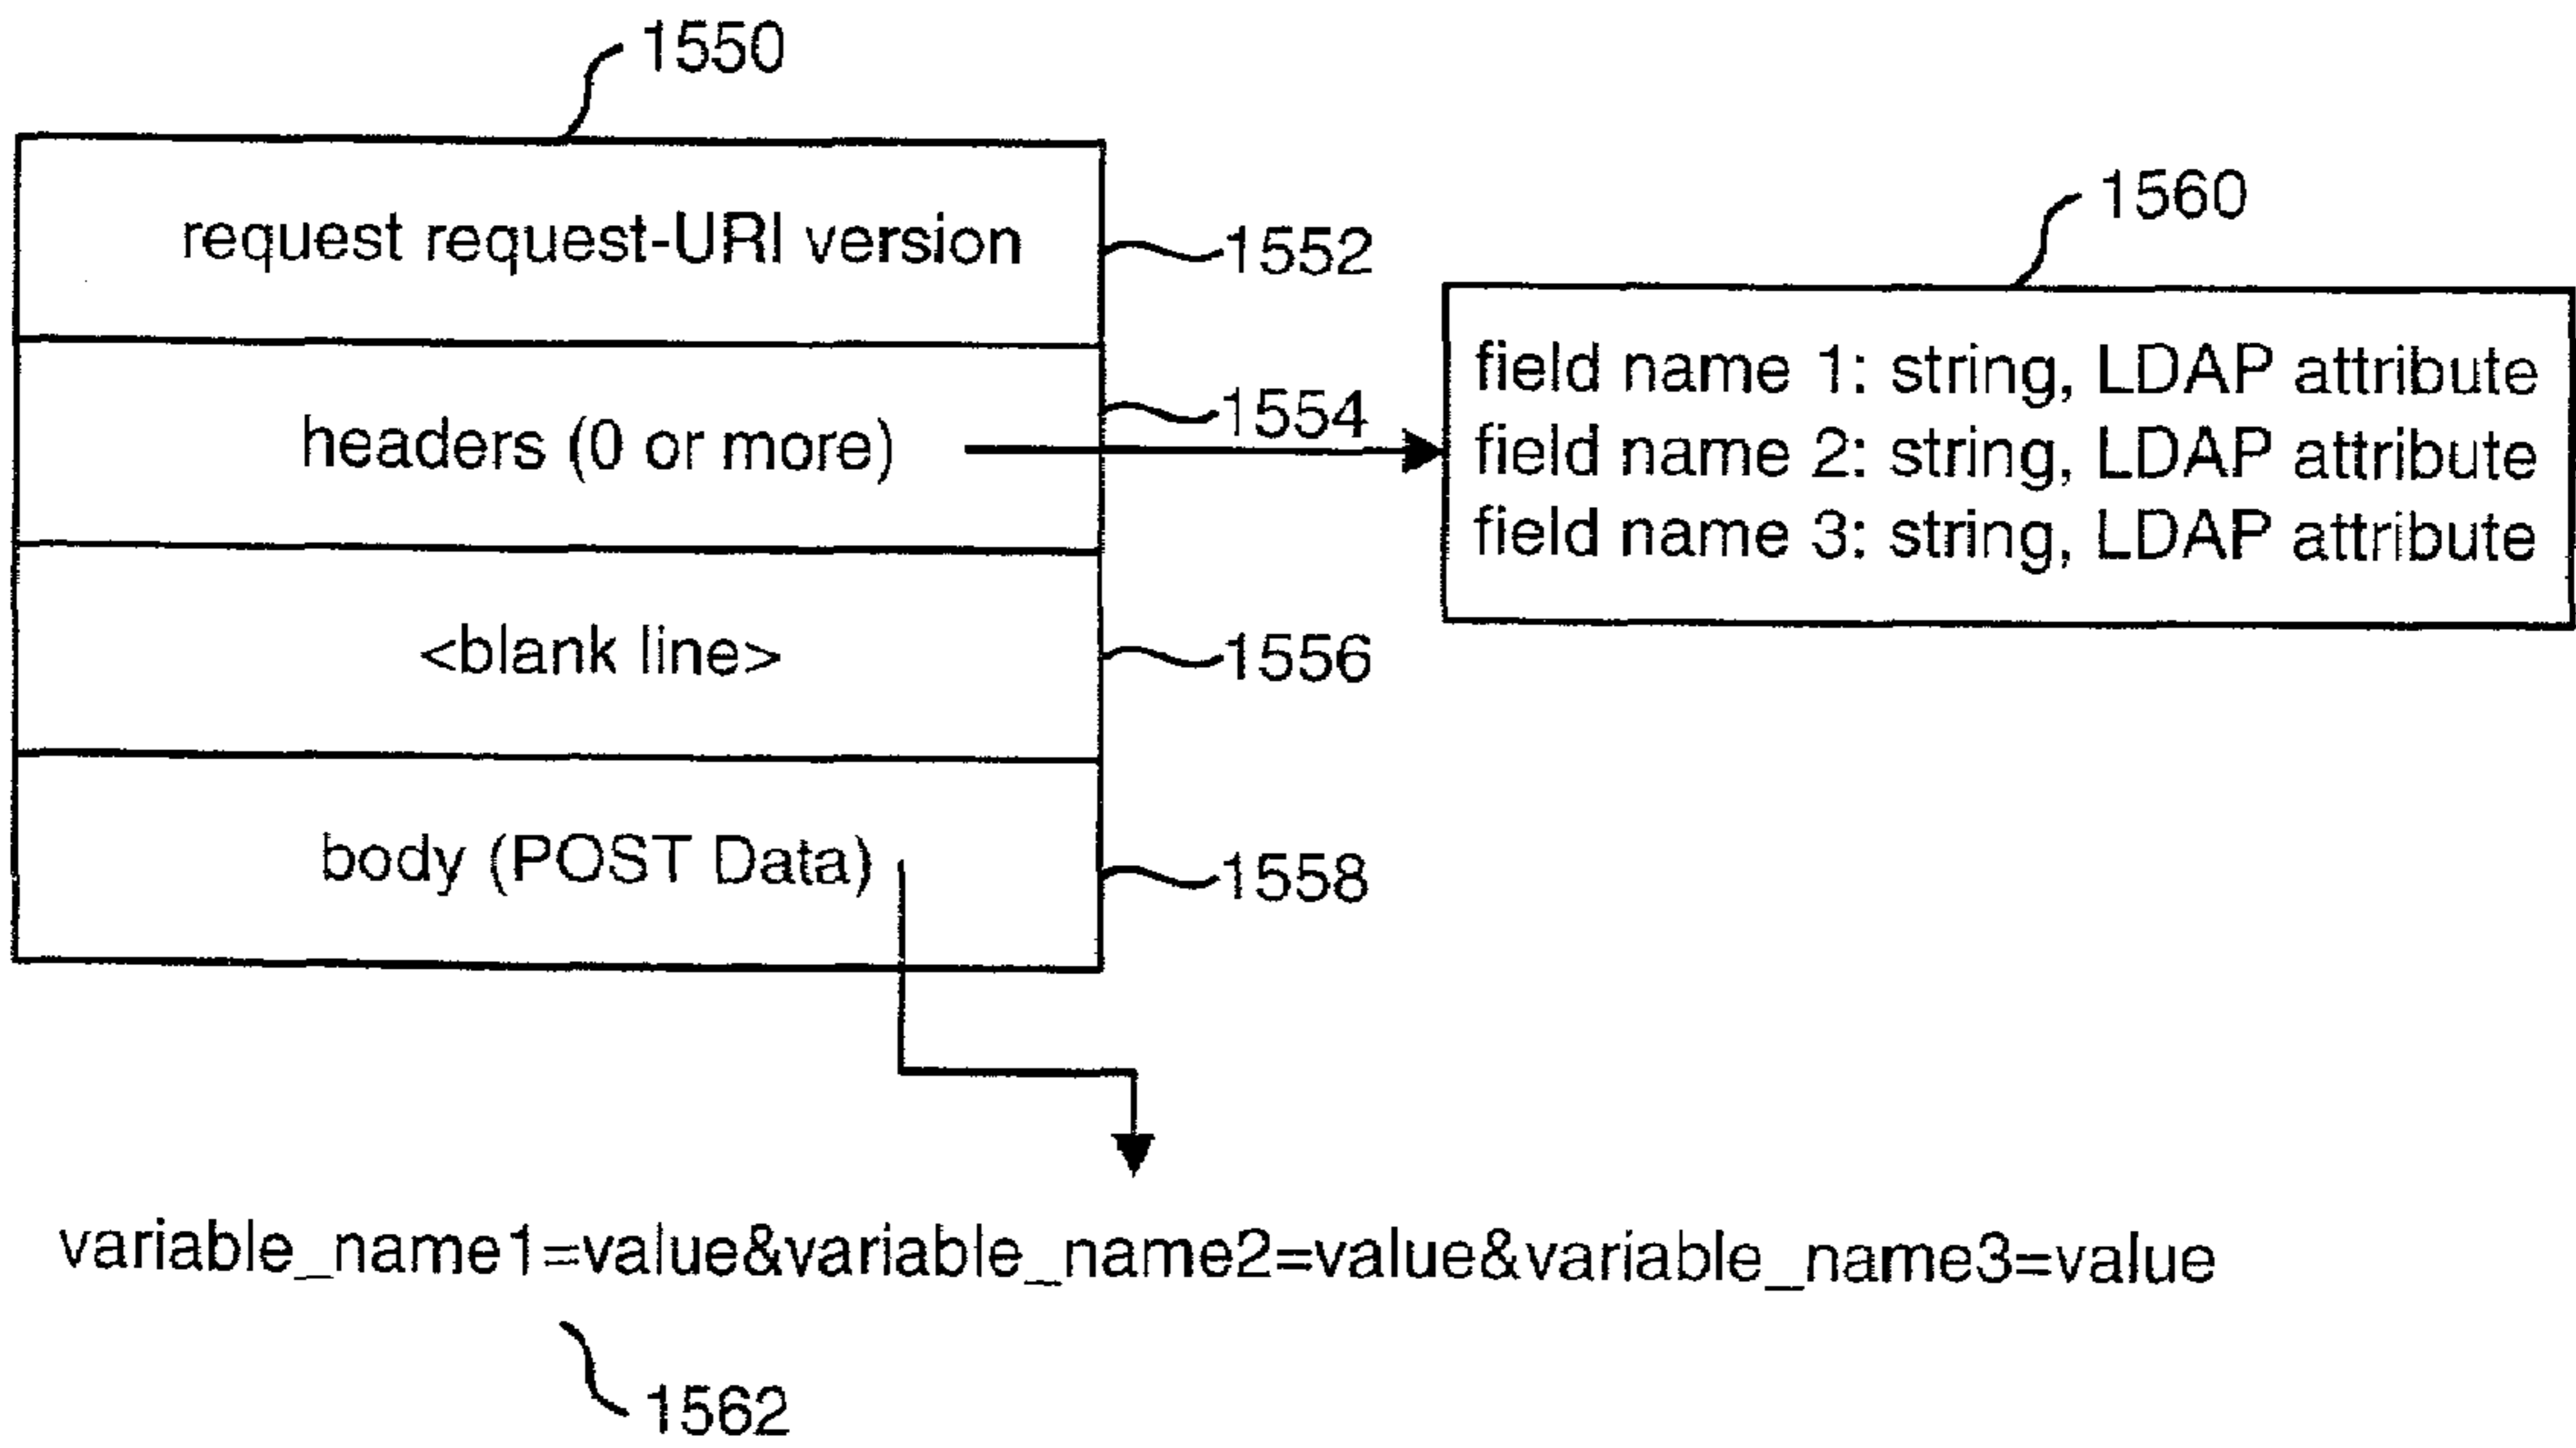 1550
request request-URI version
1552
headers (0 or more)
1554
<blank line>
1556
body (POST Data)
1558
1560
field name 1: string, LDAP attribute
field name 2: string, LDAP attribute
field name 3: string, LDAP attribute
variable_name1=value&variable_name2=value&variable_name3=value
1562